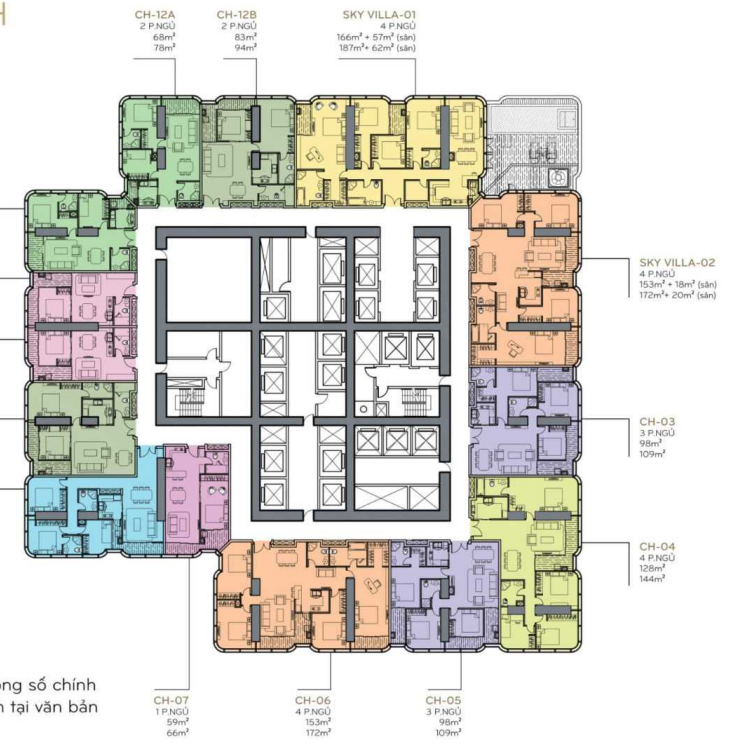 H
CH-12A
2 P.NGỦ
68m²
78m²
CH-12B
2 P.NGỦ
83m²
94m²
SKY VILLA-01
4 P.NGỦ
166m² + 57m² (sân)
187m²+ 62m² (sân)
SKY VILLA-02
4 P.NGỦ
153m² + 18m² (sân)
172m²+ 20m² (sân)
CH-03
3 P.NGỦ
98m²
109m²
CH-04
4 P.NGỦ
128m²
144m²
ông số chính
n tại văn bản
CH-07
1 P.NGỦ
59m²
66m²
CH-06
4 P.NGỦ
153m²
172m²
CH-05
3 P.NGỦ
98m²
109m²